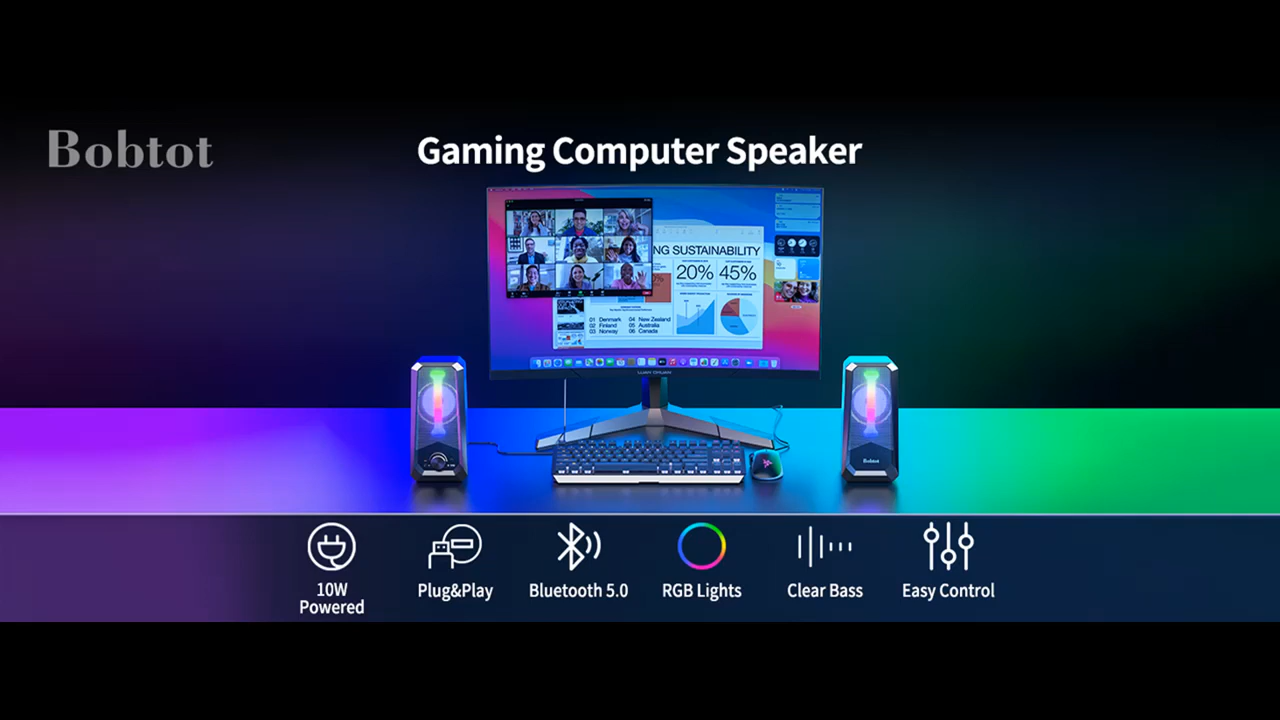 Bobtot
Gaming Computer Speaker
NG SUSTAINABILITY
20% 45%
01 Denmark 04 New Zealand
02 Finland 05 Australia
03 Norway 06 Canada
Bobtot
10W
Powered
Plug&Play
Bluetooth 5.0
RGB Lights
Clear Bass
Easy Control